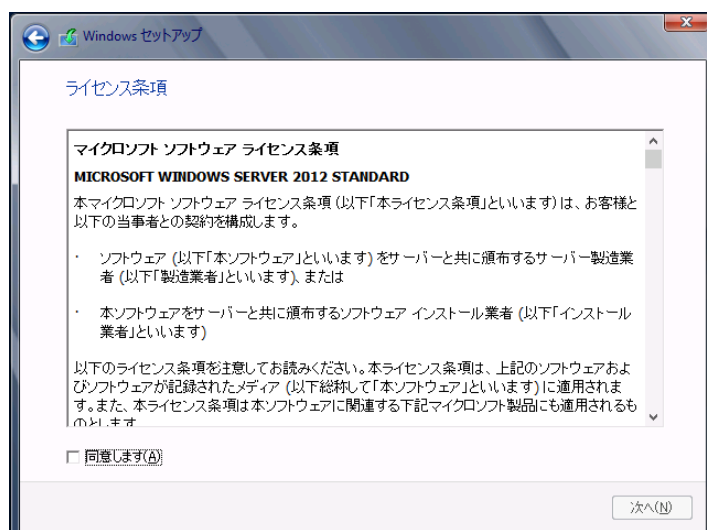 Windows セットアップ
ライセンス条項
マイクロソフト ソフトウェア ライセンス条項
MICROSOFT WINDOWS SERVER 2012 STANDARD
本マイクロソフト ソフトウェア ライセンス条項 (以下「本ライセンス条項」といいます) は、お客様と
以下の当事者との契約を構成します。
· ソフトウェア (以下「本ソフトウェア」といいます) をサーバーと共に頒布するサーバー製造業
者 (以下「製造業者」といいます)、または
· 本ソフトウェアをサーバーと共に頒布するソフトウェア インストール業者 (以下「インストール
業者」といいます)
以下のライセンス条項を注意してお読みください。本ライセンス条項は、上記のソフトウェアおよ
びソフトウェアが記録されたメディア (以下総称して「本ソフトウェア」といいます) に適用されま
す。また、本ライセンス条項は本ソフトウェアに関連する下記マイクロソフト製品にも適用されるも
のとします
同意します(A)
次へ(N)